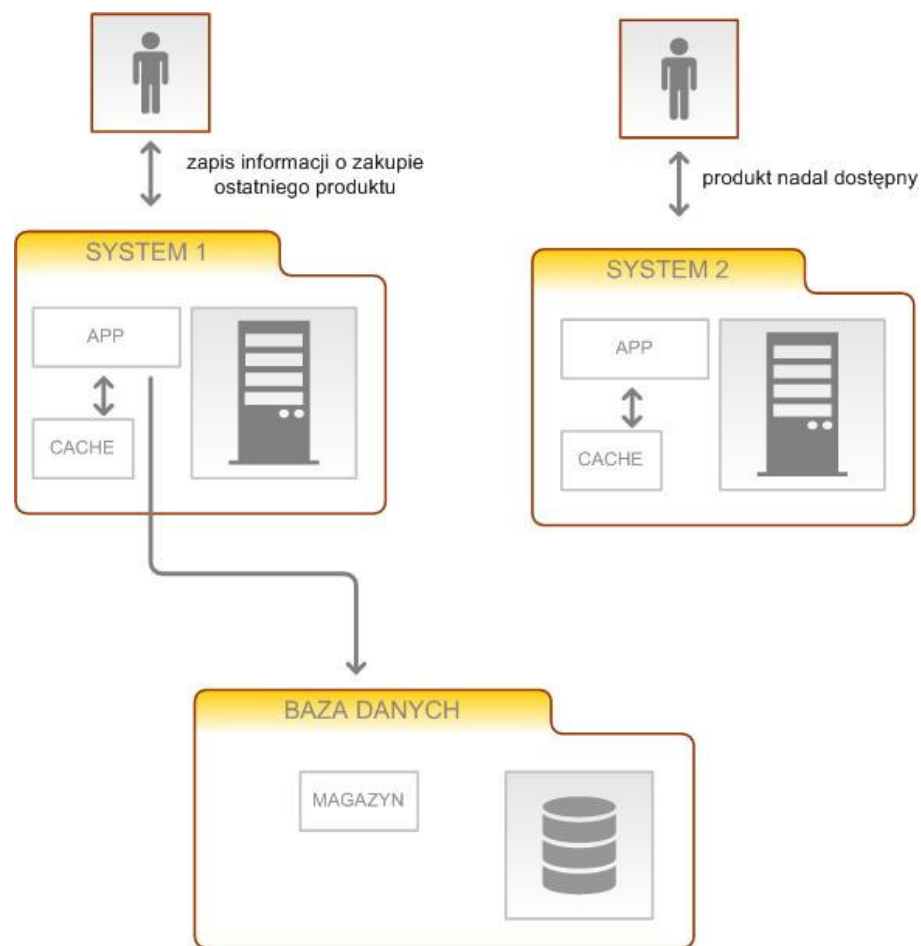 zapis informacji o zakupie
ostatniego produktu
produkt nadal dostępny
SYSTEM 1
APP
CACHE
SYSTEM 2
APP
CACHE
BAZA DANYCH
MAGAZYN